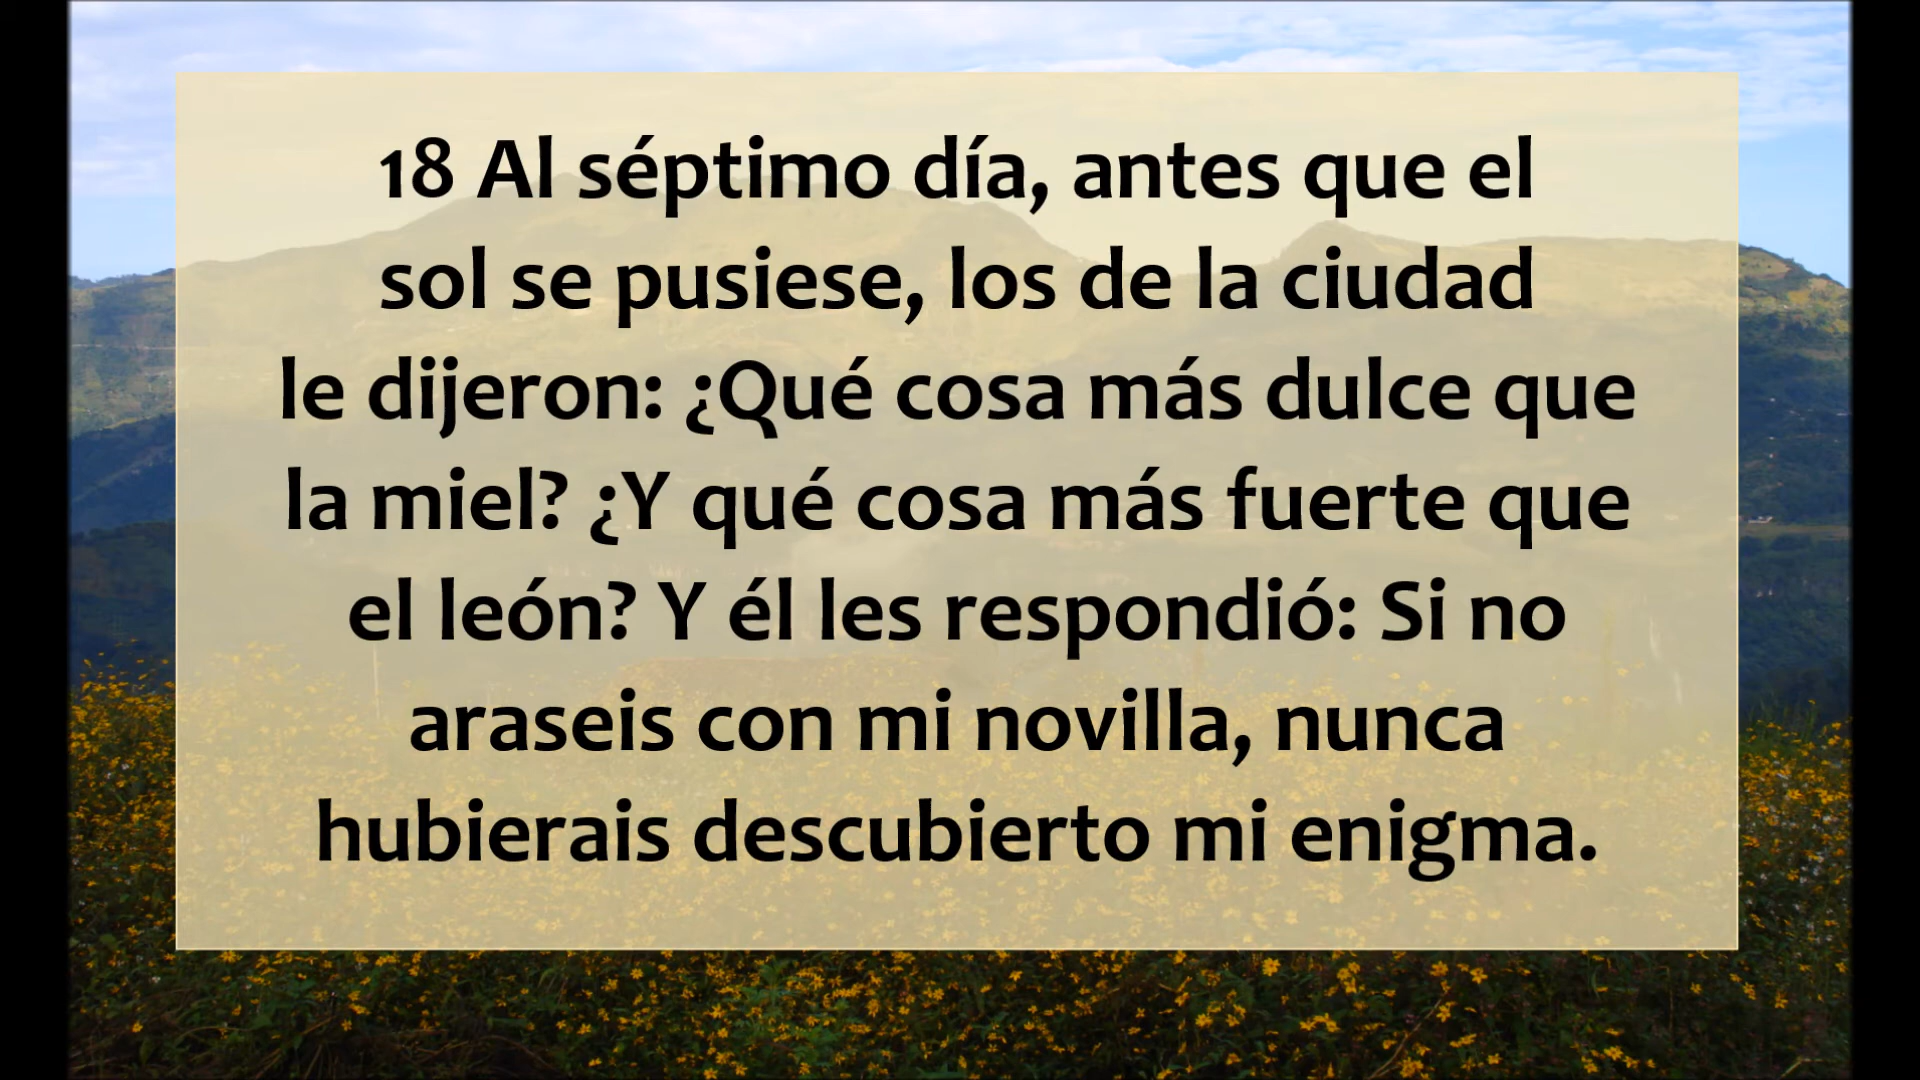 18 Al séptimo día, antes que el
sol se pusiese, los de la ciudad
le dijeron: ¿Qué cosa más dulce que
la miel? ¿Y qué cosa más fuerte que
el león? Y él les respondió: Si no
araseis con mi novilla, nunca
hubierais descubierto mi enigma.